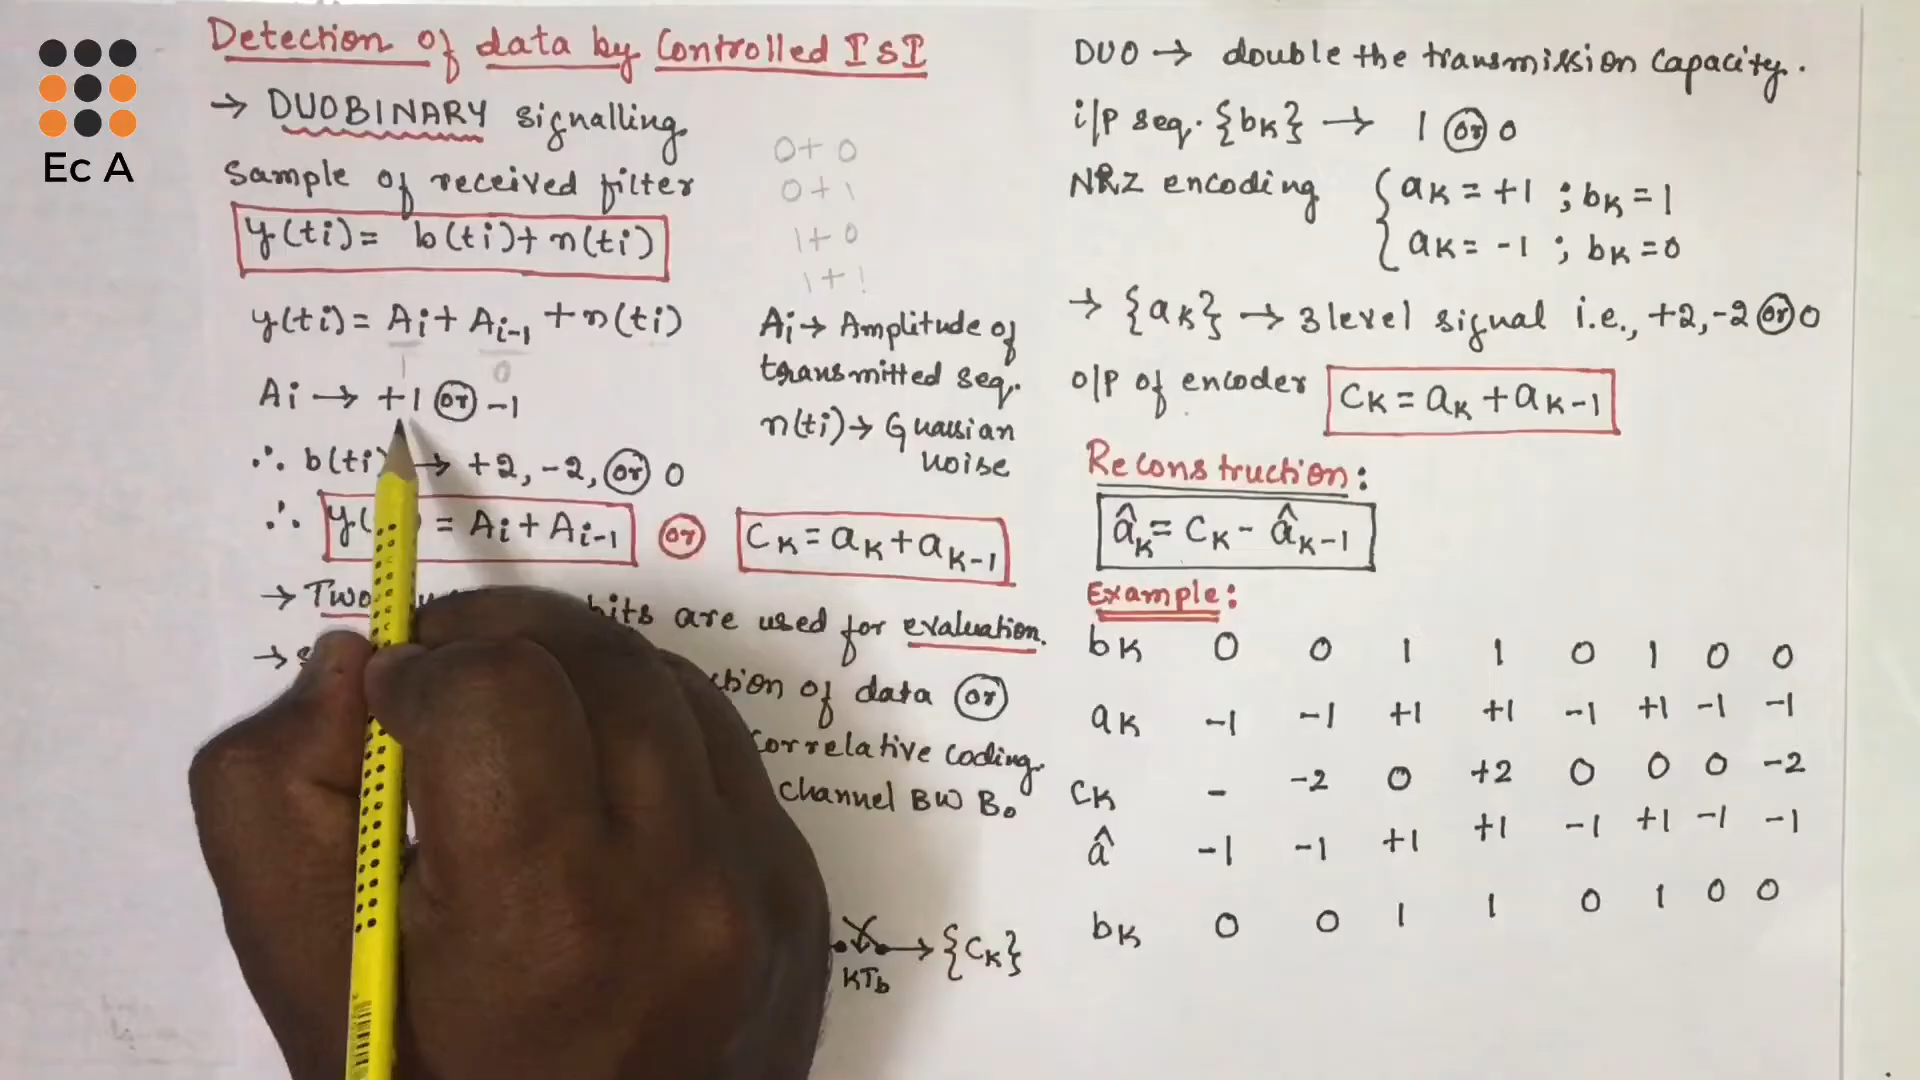 Ec A
Detection of data by Controlled ISI
→ DUOBINARY signalling
Sample of received filter
y(ti) = b(ti) + n(ti)
0+ 0
0+1
1+0
1+1
y(ti) = Ai + Ai-1 + n(ti)
1 0
Ai → +1 or -1
∴ b(ti) → +2, -2, or 0
∴ y( = Ai + Ai-1 or CK = aK + aK-1
Ai → Amplitude of
transmitted seq.
n(ti) → Guassian
noise
→ Two bits are used for evaluation.
→ of data or
Correlative coding.
channel BW Bo
KTb
{CK}
DUO → double the transmission capacity.
i/p seq. {bK} → 1 or 0
NRZ encoding { aK = +1 ; bK = 1
aK = -1 ; bK = 0
→ {aK} → 3 level signal i.e., +2, -2 or 0
o/p of encoder CK = aK + aK-1
Reconstruction:
âK = CK - âK-1
Example:
bK 0 0 1 1 0 1 0 0
aK -1 -1 +1 +1 -1 +1 -1 -1
CK - -2 0 +2 0 0 0 -2
â -1 -1 +1 +1 -1 +1 -1 -1
bK 0 0 1 1 0 1 0 0